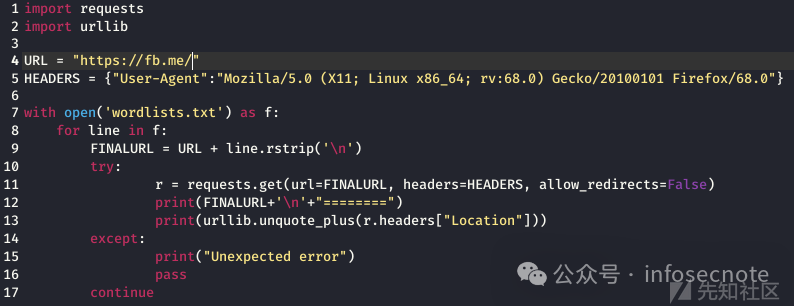 1 import requests
2 import urllib
3
4 URL = "https://fb.me/"
5 HEADERS = {"User-Agent":"Mozilla/5.0 (X11; Linux x86_64; rv:68.0) Gecko/20100101 Firefox/68.0"}
6
7 with open('wordlists.txt') as f:
8     for line in f:
9         FINALURL = URL + line.rstrip('\n')
10         try:
11                 r = requests.get(url=FINALURL, headers=HEADERS, allow_redirects=False)
12                 print(FINALURL+'\n'+"========")
13                 print(urllib.unquote_plus(r.headers["Location"]))
14         except:
15                 print("Unexpected error")
16                 pass
17         continue
公众号 · infosecnote
先知社区